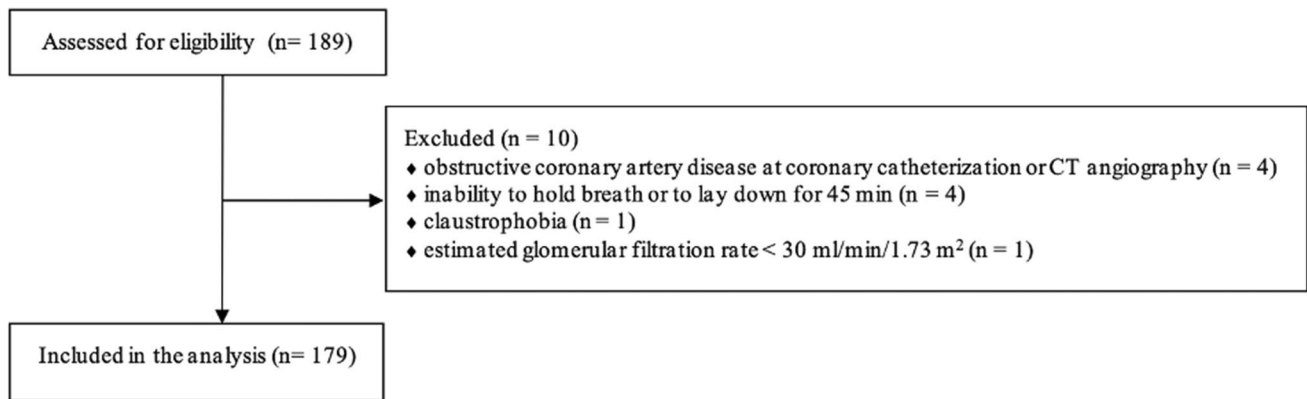 Assessed for eligibility (n= 189)
Excluded (n = 10)
♦ obstructive coronary artery disease at coronary catheterization or CT angiography (n = 4)
♦ inability to hold breath or to lay down for 45 min (n = 4)
♦ claustrophobia (n = 1)
♦ estimated glomerular filtration rate < 30 ml/min/1.73 m² (n = 1)
Included in the analysis (n= 179)